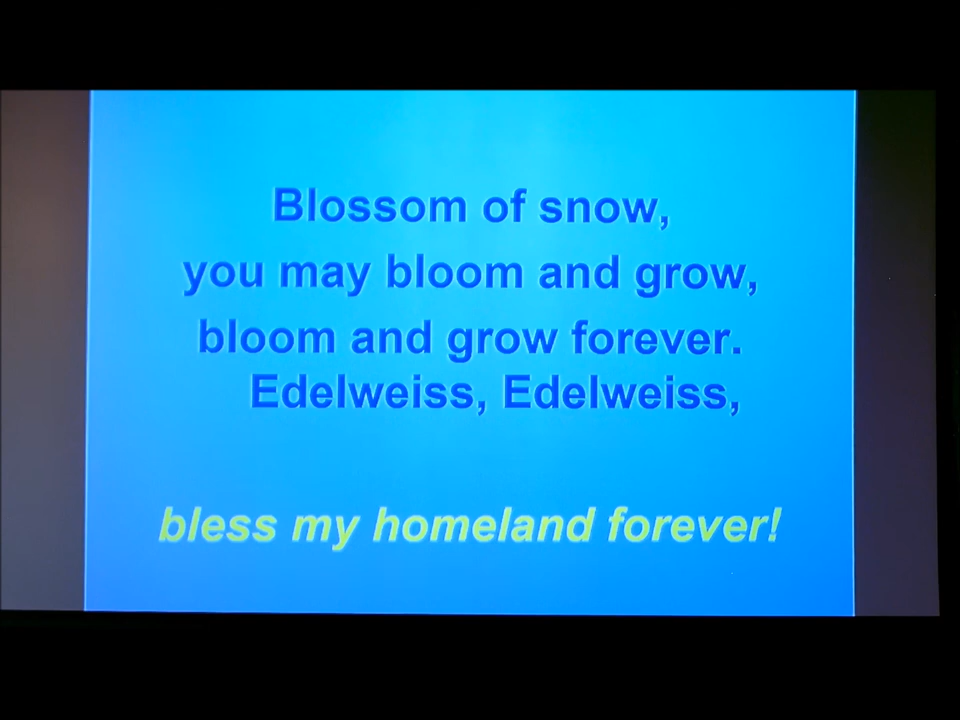 Blossom of snow,
you may bloom and grow,
bloom and grow forever.
Edelweiss, Edelweiss,
bless my homeland forever!